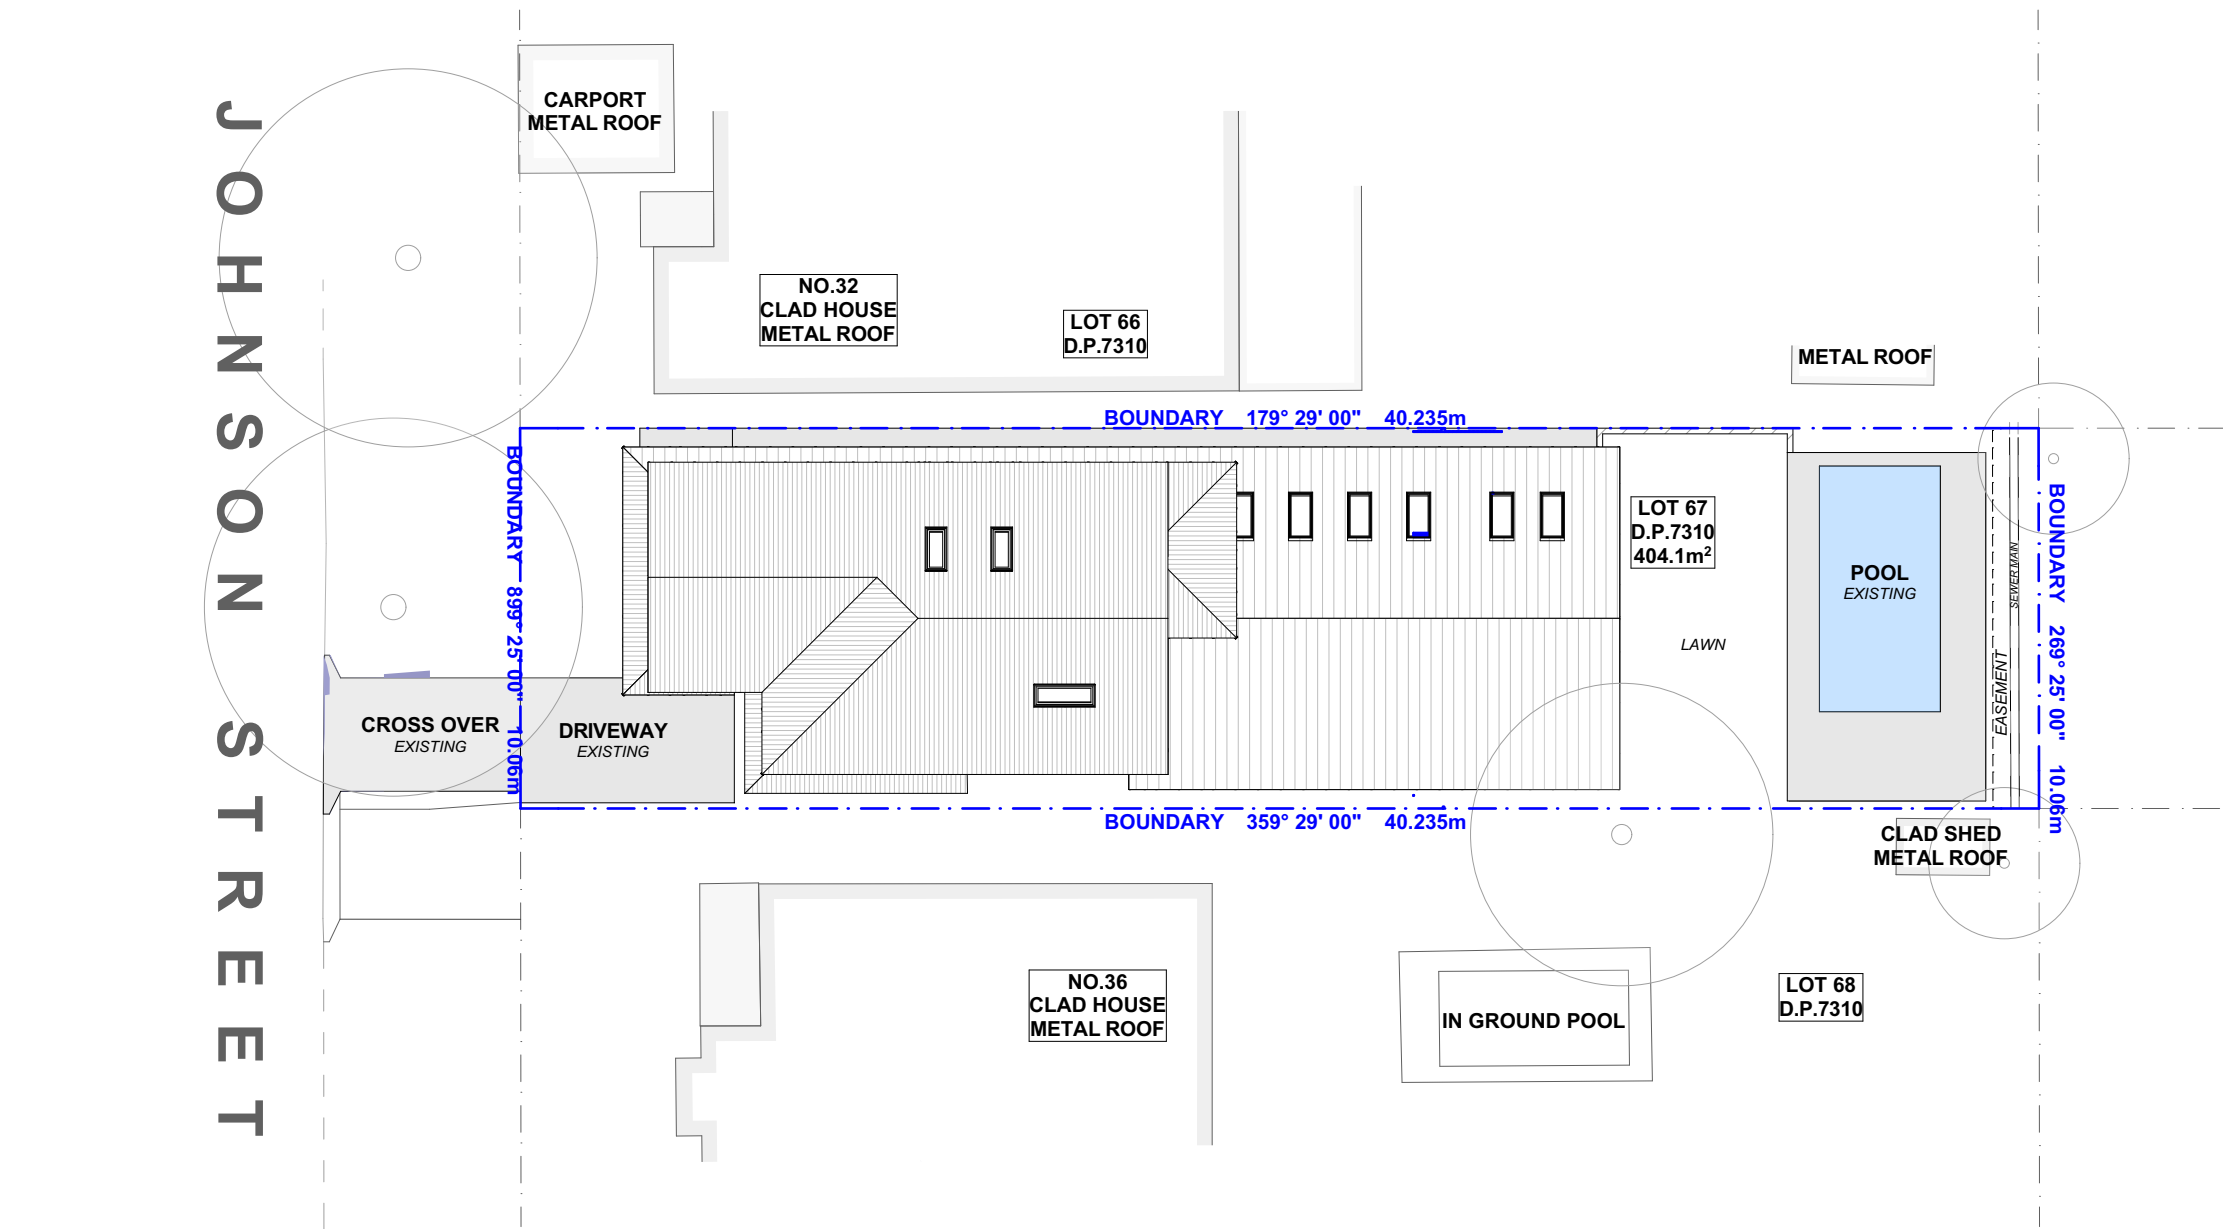 JOHNSON STREET
CARPORT
METAL ROOF
NO.32
CLAD HOUSE
METAL ROOF
LOT 66
D.P.7310
METAL ROOF
BOUNDARY 179° 29' 00" 40.235m
BOUNDARY 899° 25' 00" 10.06m
LOT 67
D.P.7310
404.1m²
POOL
EXISTING
LAWN
EASEMENT
SEWER MAIN
BOUNDARY 269° 25' 00" 10.06m
CROSS OVER
EXISTING
DRIVEWAY
EXISTING
BOUNDARY 359° 29' 00" 40.235m
CLAD SHED
METAL ROOF
NO.36
CLAD HOUSE
METAL ROOF
IN GROUND POOL
LOT 68
D.P.7310